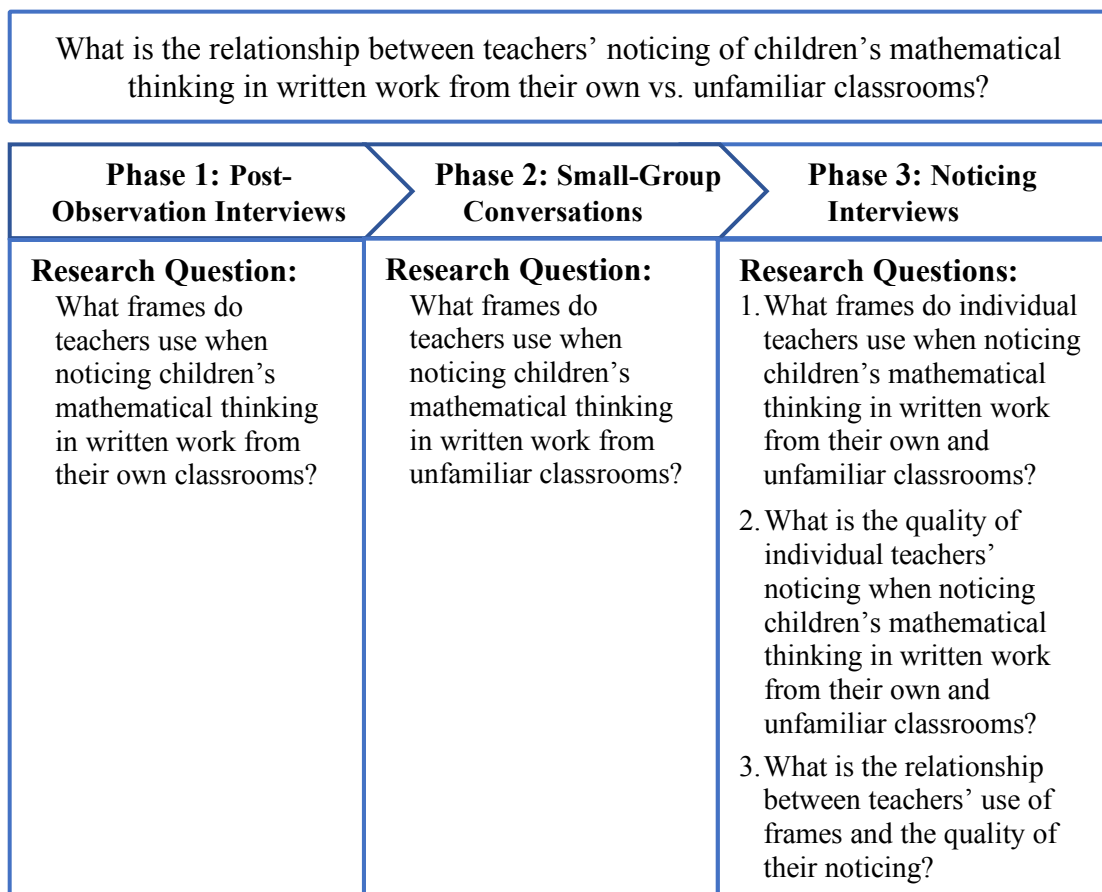 What is the relationship between teachers’ noticing of children’s mathematical
thinking in written work from their own vs. unfamiliar classrooms?
Phase 1: Post-
Observation Interviews
Phase 2: Small-Group
Conversations
Phase 3: Noticing
Interviews
Research Question:
What frames do
teachers use when
noticing children’s
mathematical thinking
in written work from
their own classrooms?
Research Question:
What frames do
teachers use when
noticing children’s
mathematical thinking
in written work from
unfamiliar classrooms?
Research Questions:
1. What frames do individual
teachers use when noticing
children’s mathematical
thinking in written work
from their own and
unfamiliar classrooms?
2. What is the quality of
individual teachers’
noticing when noticing
children’s mathematical
thinking in written work
from their own and
unfamiliar classrooms?
3. What is the relationship
between teachers’ use of
frames and the quality of
their noticing?